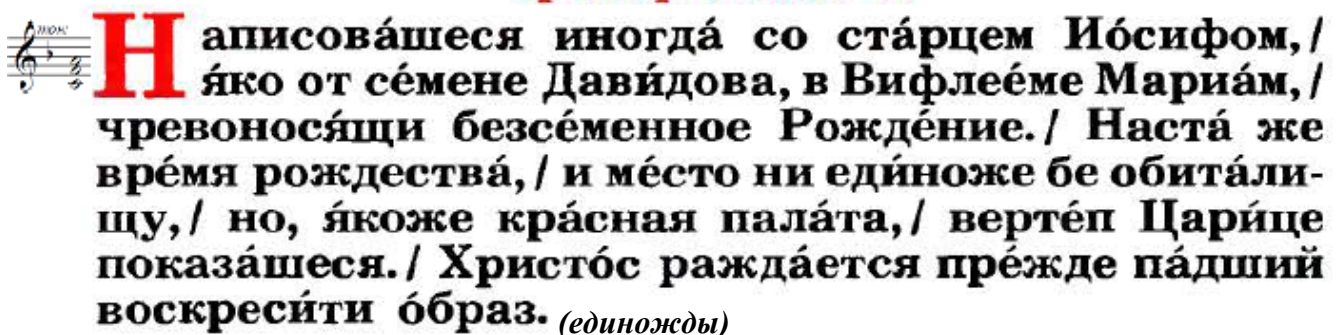 тон:
Написова́шеся иногда́ со ста́рцем Ио́сифом, /
я́ко от се́мене Дави́дова, в Вифлее́ме Мариа́м, /
чревонося́щи безсе́менное Рожде́ние. / Наста́ же
вре́мя рождества́, / и ме́сто ни еди́ноже бе обита́ли-
щу, / но, я́коже кра́сная пала́та, / верте́п Цари́це
показа́шеся. / Христо́с ражда́ется пре́жде па́дший
воскреси́ти о́браз. (единожды)